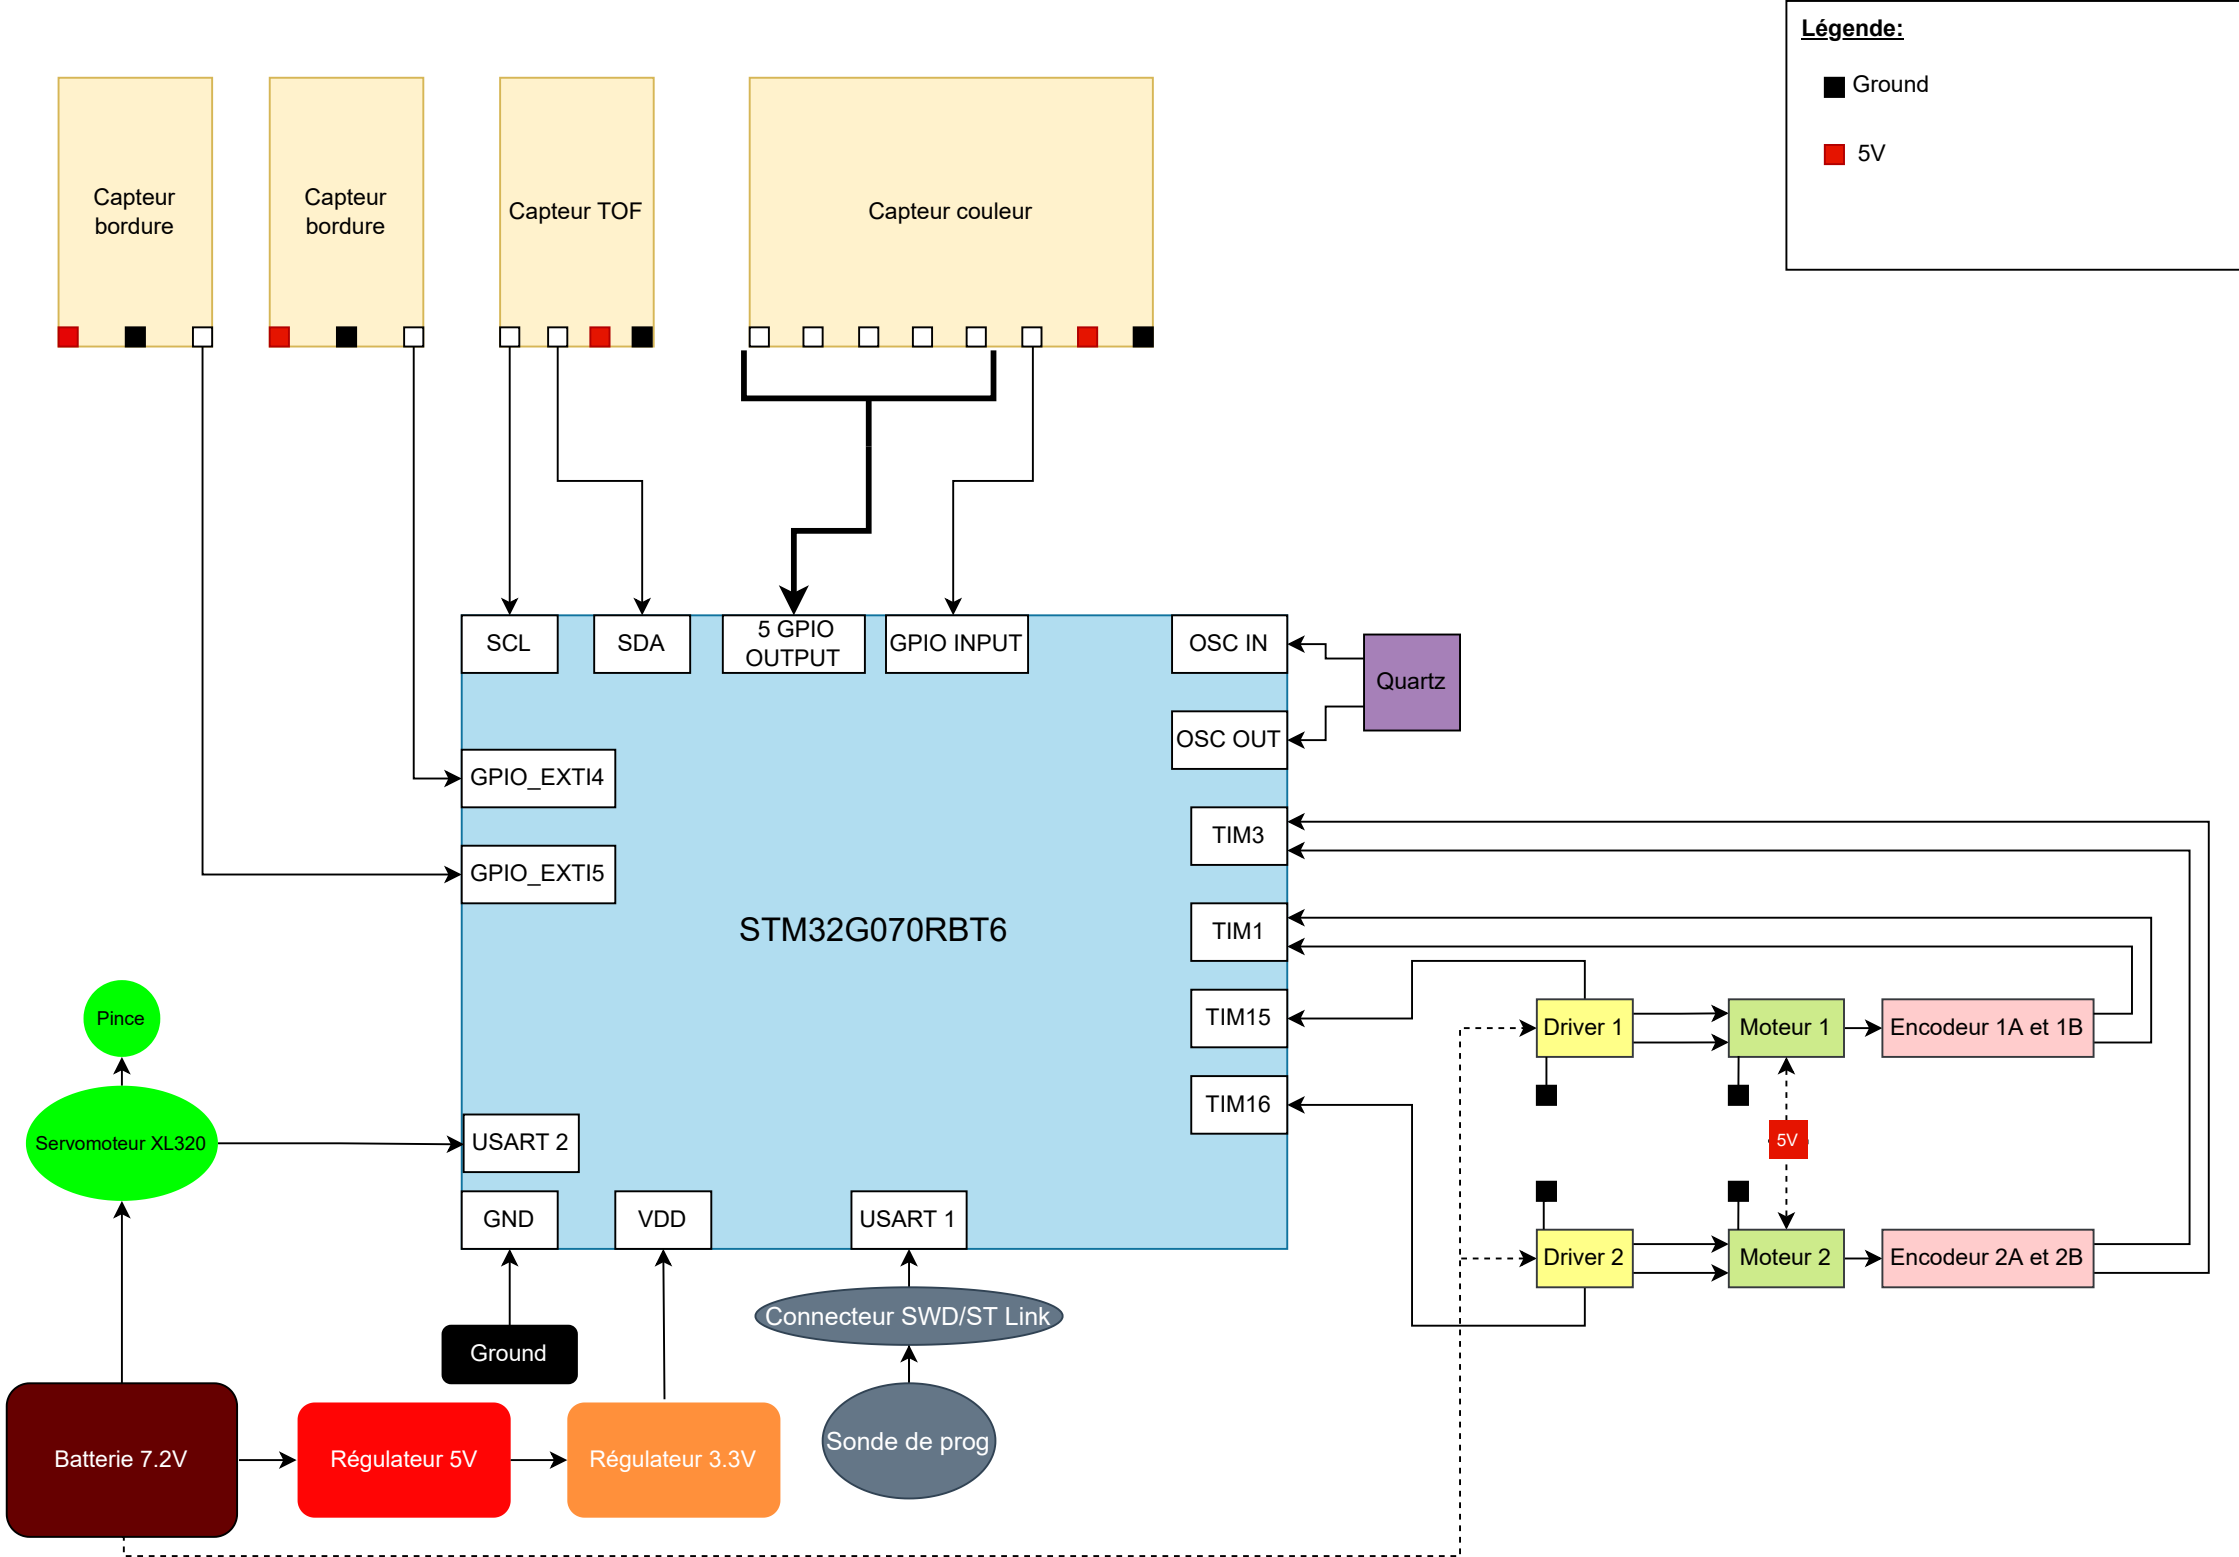 Légende:
Ground
5V
Capteur
bordure
Capteur
bordure
Capteur TOF
Capteur couleur
SCL
SDA
5 GPIO
OUTPUT
GPIO INPUT
OSC IN
Quartz
OSC OUT
GPIO_EXTI4
TIM3
GPIO_EXTI5
STM32G070RBT6
TIM1
Pince
TIM15
Driver 1
Moteur 1
Encodeur 1A et 1B
TIM16
Servomoteur XL320
USART 2
5V
GND
VDD
USART 1
Driver 2
Moteur 2
Encodeur 2A et 2B
Connecteur SWD/ST Link
Ground
Sonde de prog
Batterie 7.2V
Régulateur 5V
Régulateur 3.3V